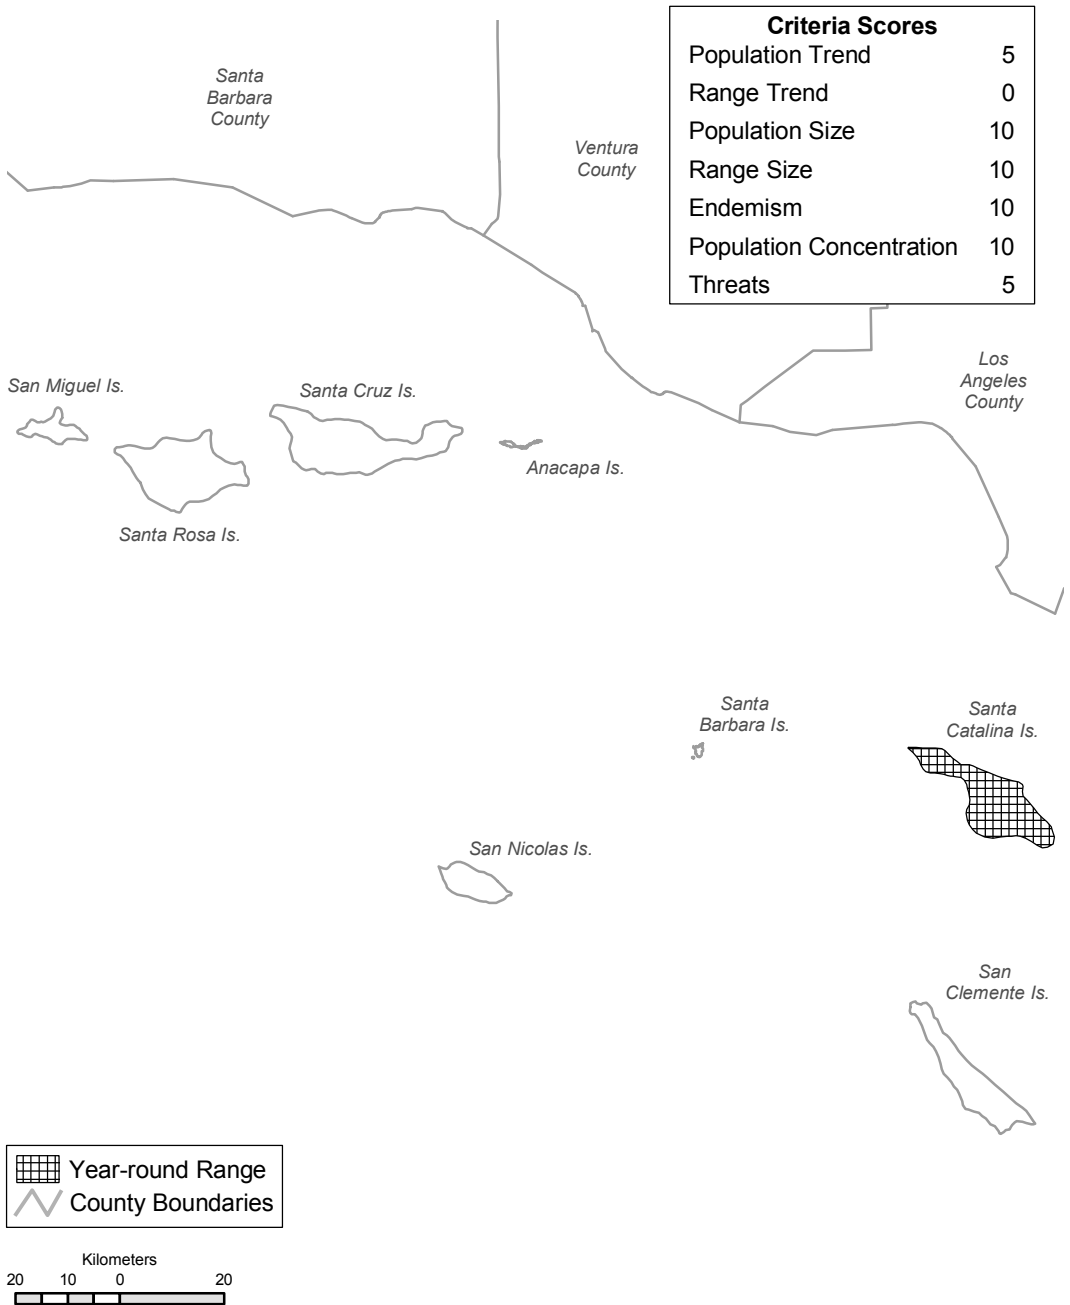 Criteria Scores
Population Trend 5
Range Trend 0
Population Size 10
Range Size 10
Endemism 10
Population Concentration 10
Threats 5
Santa
Barbara
County
Ventura
County
Los
Angeles
County
San Miguel Is.
Santa Cruz Is.
Anacapa Is.
Santa Rosa Is.
Santa
Barbara Is.
Santa
Catalina Is.
San Nicolas Is.
San
Clemente Is.
Year-round Range
County Boundaries
Kilometers
20 10 0 20